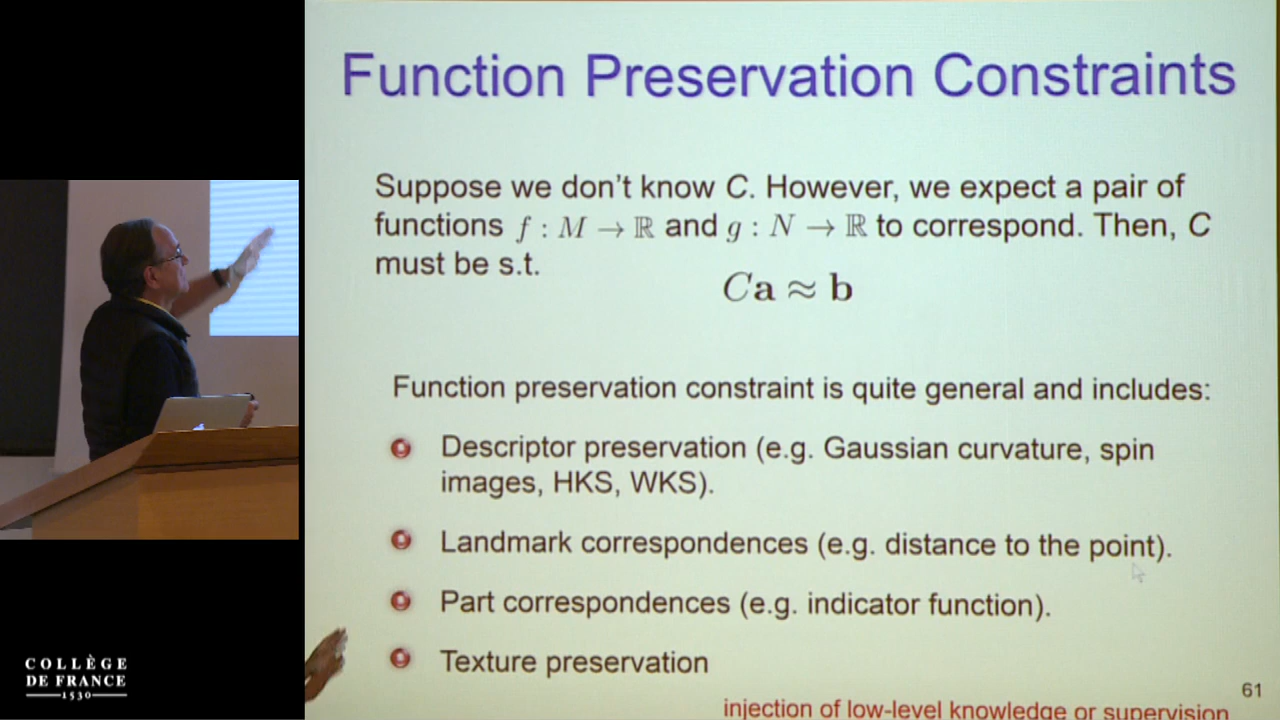 Function Preservation Constraints
Suppose we don't know C. However, we expect a pair of
functions f : M → ℝ and g : N → ℝ to correspond. Then, C
must be s.t.
Ca ≈ b
Function preservation constraint is quite general and includes:
Descriptor preservation (e.g. Gaussian curvature, spin
images, HKS, WKS).
Landmark correspondences (e.g. distance to the point).
Part correspondences (e.g. indicator function).
Texture preservation
injection of low-level knowledge or supervision
61
COLLÈGE
DE FRANCE
1530